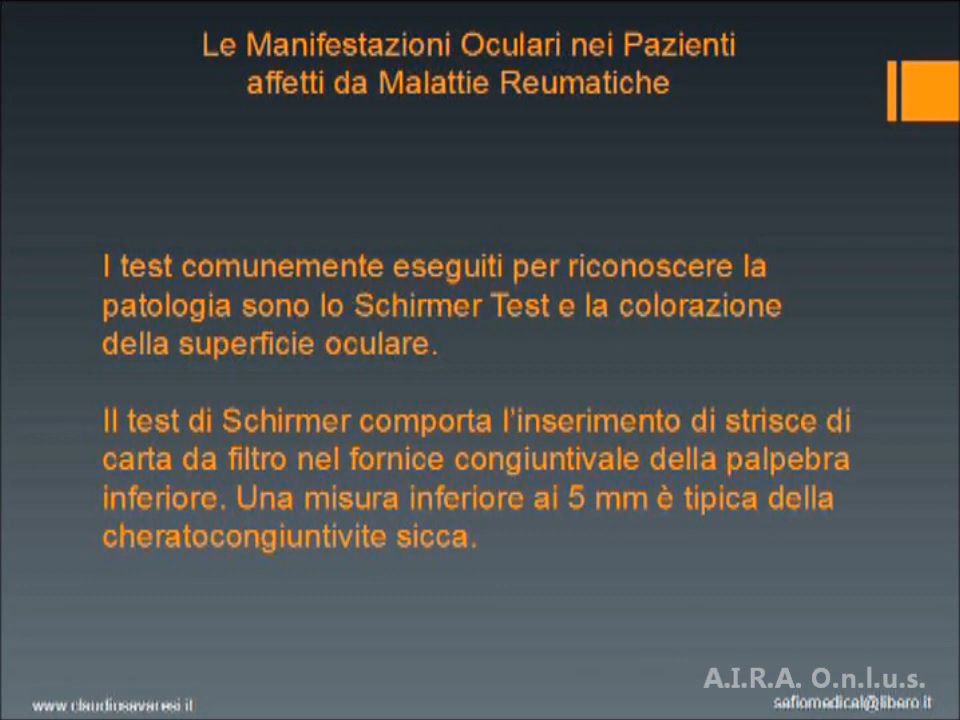 Le Manifestazioni Oculari nei Pazienti
affetti da Malattie Reumatiche
I test comunemente eseguiti per riconoscere la
patologia sono lo Schirmer Test e la colorazione
della superficie oculare.
Il test di Schirmer comporta l'inserimento di strisce di
carta da filtro nel fornice congiuntivale della palpebra
inferiore. Una misura inferiore ai 5 mm è tipica della
cheratocongiuntivite sicca.
A.I.R.A. O.n.l.u.s.
www.claudiosavaresi.it
safiomedical@libero.it